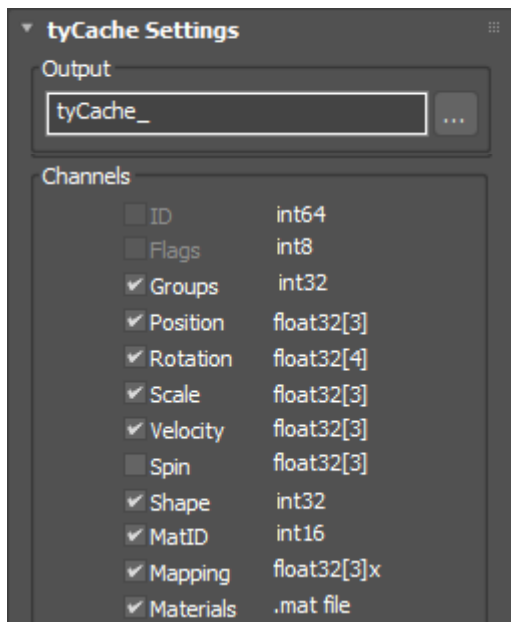 tyCache Settings
Output
tyCache_
...
Channels
ID int64
Flags int8
Groups int32
Position float32[3]
Rotation float32[4]
Scale float32[3]
Velocity float32[3]
Spin float32[3]
Shape int32
MatID int16
Mapping float32[3]x
Materials .mat file